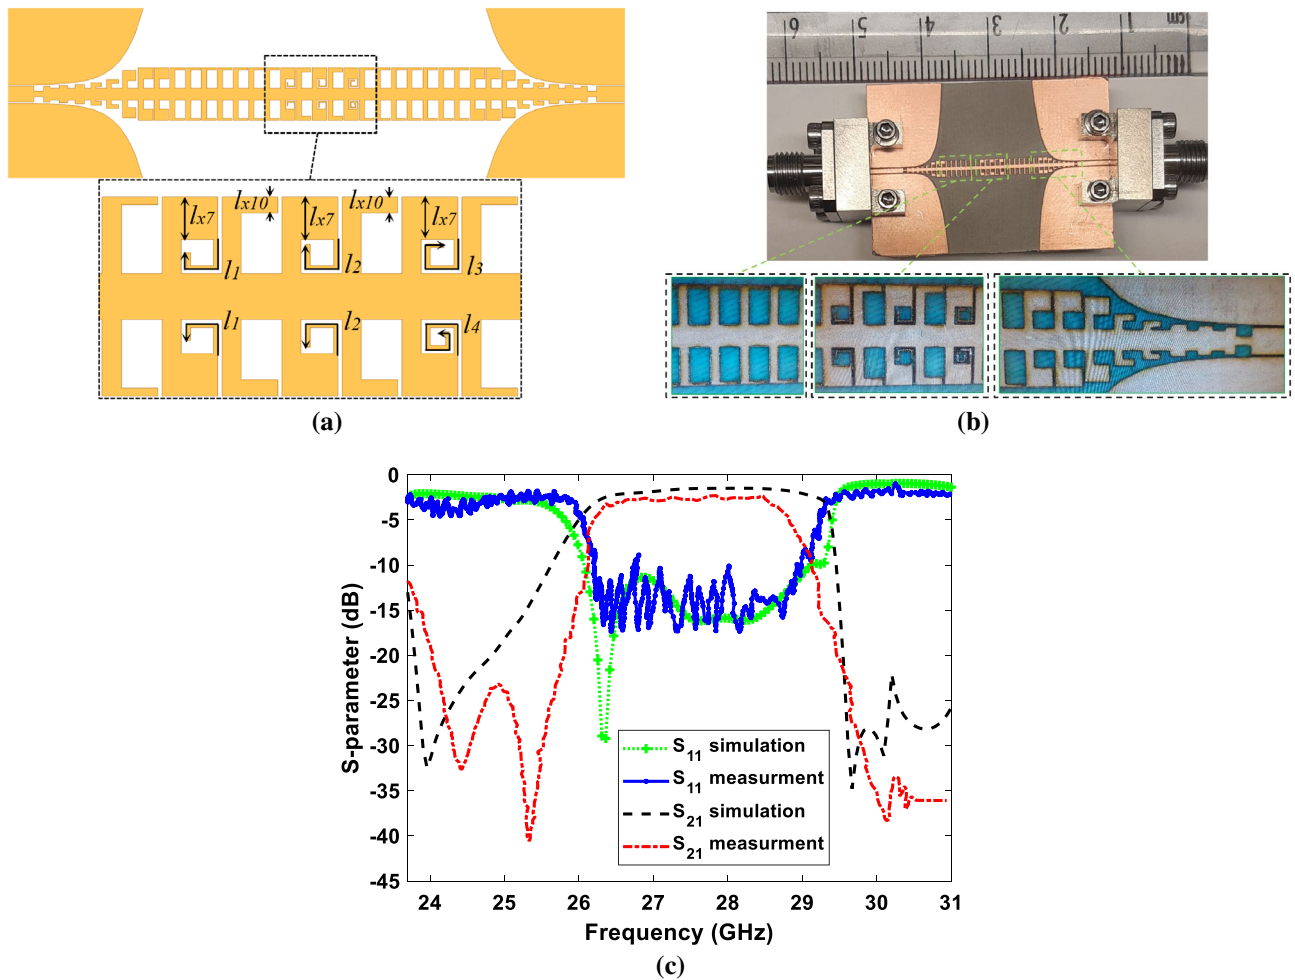 lx7 lx10 lx7 lx10 lx7
l1 l2 l3
l1 l2 l4
(a)
6 5 4 3 2 1 cm
(b)
0
-5
-10
-15
-20
-25
-30
-35
-40
-45
S-parameter (dB)
S11 simulation
S11 measurment
S21 simulation
S21 measurment
24 25 26 27 28 29 30 31
Frequency (GHz)
(c)